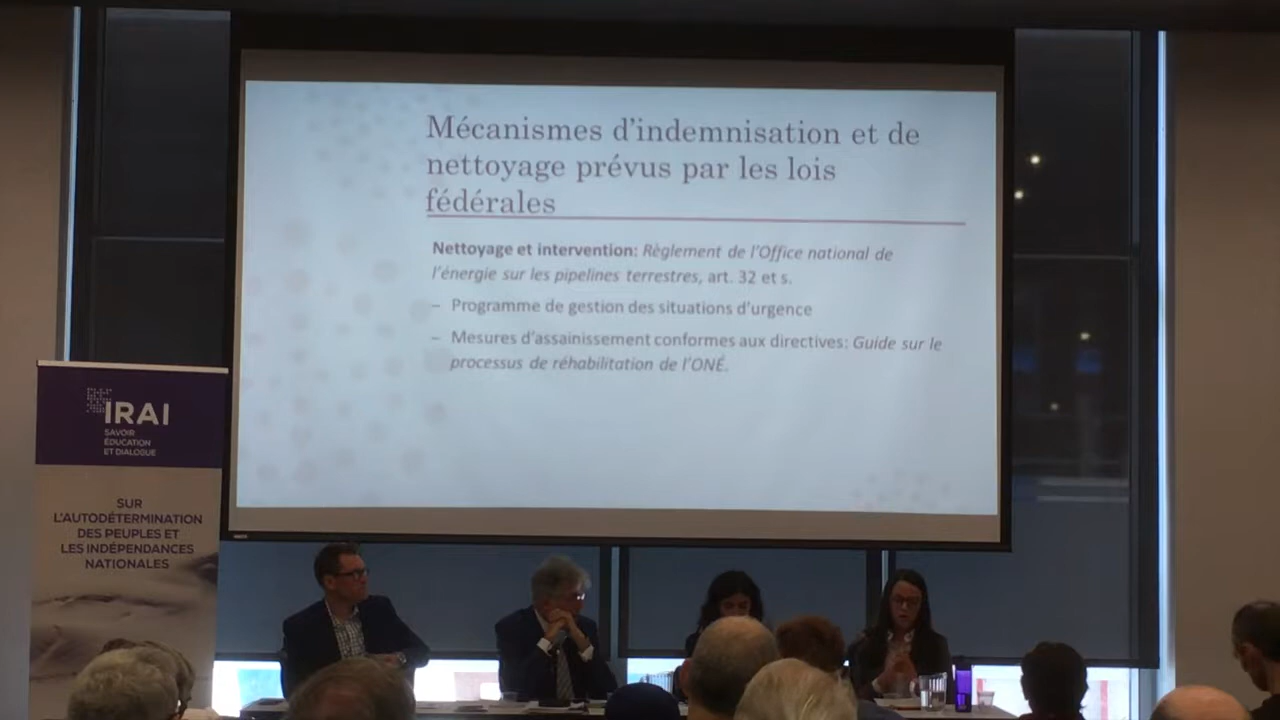 Mécanismes d'indemnisation et de
nettoyage prévus par les lois
fédérales
Nettoyage et intervention: Règlement de l'Office national de
l'énergie sur les pipelines terrestres, art. 32 et s.
– Programme de gestion des situations d'urgence
– Mesures d'assainissement conformes aux directives: Guide sur le
processus de réhabilitation de l'ONÉ.
IRAI
SAVOIR
ÉDUCATION
ET DIALOGUE
SUR
L'AUTODÉTERMINATION
DES PEUPLES ET
LES INDÉPENDANCES
NATIONALES